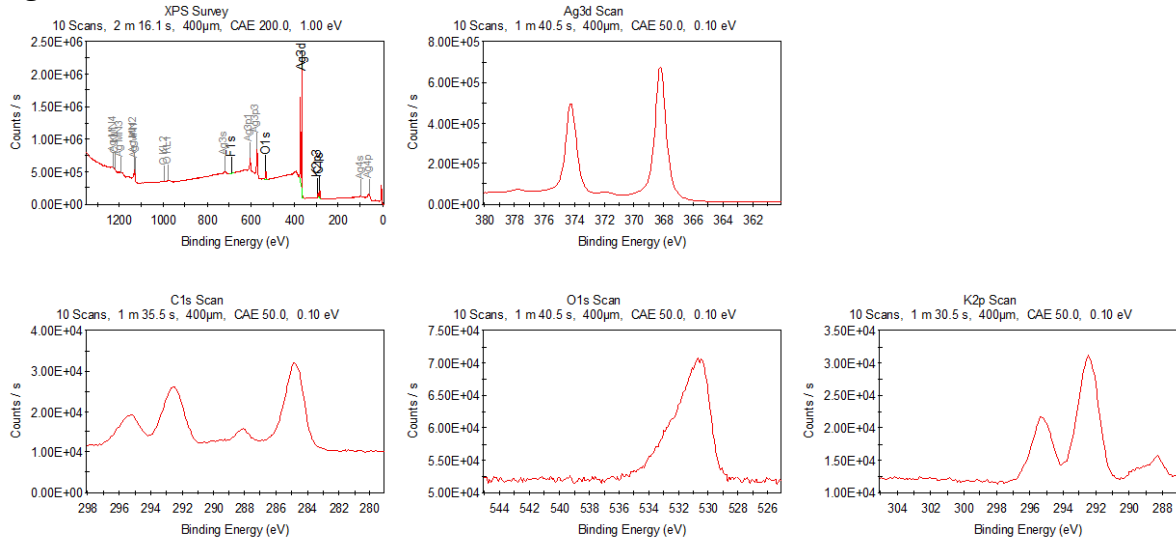 XPS Survey
10 Scans, 2 m 16.1 s, 400µm, CAE 200.0, 1.00 eV
2.50E+06
2.00E+06
1.50E+06
1.00E+06
5.00E+05
0.00E+00
Counts / s
Ag3s
F1s
Ag3p1
Ag3p3
O1s
Ag3d
Ag4s
Ag4p
1200 1000 800 600 400 200 0
Binding Energy (eV)
Ag3d Scan
10 Scans, 1 m 40.5 s, 400µm, CAE 50.0, 0.10 eV
8.00E+05
6.00E+05
4.00E+05
2.00E+05
0.00E+00
Counts / s
380 378 376 374 372 370 368 366 364 362
Binding Energy (eV)
C1s Scan
10 Scans, 1 m 35.5 s, 400µm, CAE 50.0, 0.10 eV
4.00E+04
3.00E+04
2.00E+04
1.00E+04
0.00E+00
Counts / s
298 296 294 292 290 288 286 284 282 280
Binding Energy (eV)
O1s Scan
10 Scans, 1 m 40.5 s, 400µm, CAE 50.0, 0.10 eV
7.50E+04
7.00E+04
6.50E+04
6.00E+04
5.50E+04
5.00E+04
Counts / s
544 542 540 538 536 534 532 530 528 526
Binding Energy (eV)
K2p Scan
10 Scans, 1 m 30.5 s, 400µm, CAE 50.0, 0.10 eV
4.00E+04
3.00E+04
2.00E+04
1.00E+04
Counts / s
304 302 300 298 296 294 292 290 288
Binding Energy (eV)